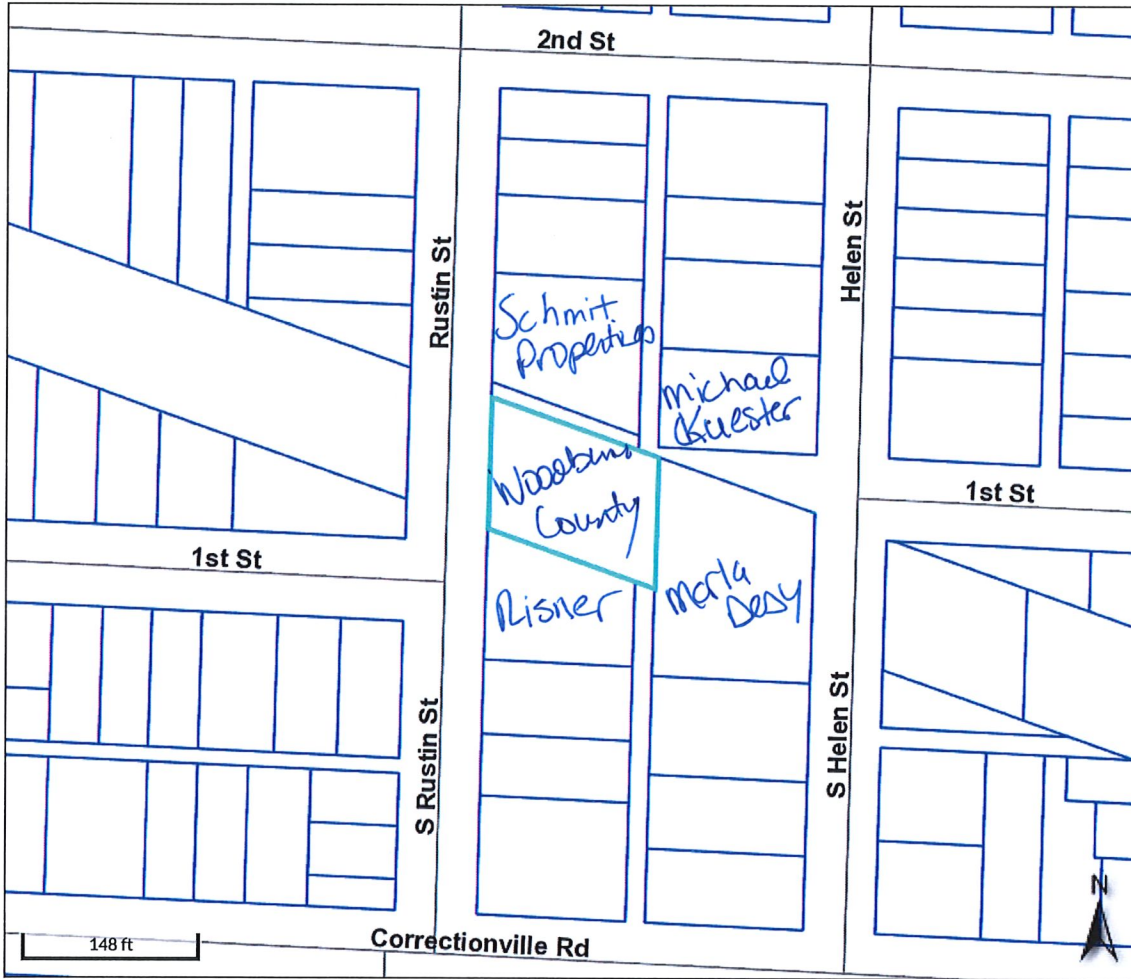 2nd St
Rustin St
Helen St
Schmit
Properties
Michael
Kuester
Woodbury
County
1st St
1st St
Risner
Marla
S Rustin St
S Helen St
N
148 ft
Correctionville Rd